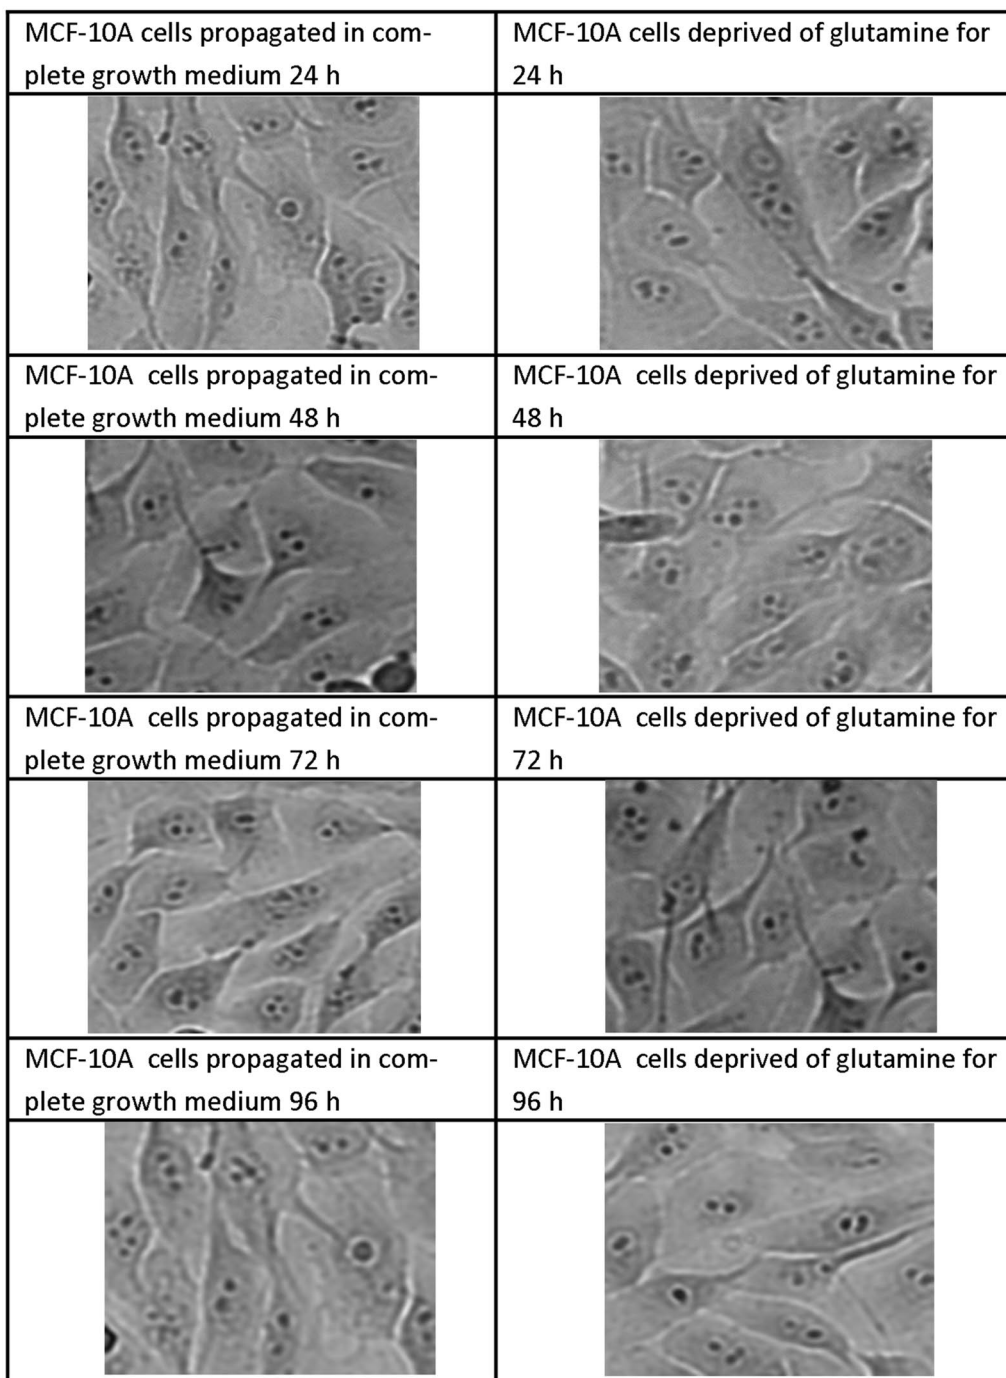 MCF-10A cells propagated in com-
plete growth medium 24 h
MCF-10A cells deprived of glutamine for
24 h
MCF-10A  cells propagated in com-
plete growth medium 48 h
MCF-10A  cells deprived of glutamine for
48 h
MCF-10A  cells propagated in com-
plete growth medium 72 h
MCF-10A  cells deprived of glutamine for
72 h
MCF-10A  cells propagated in com-
plete growth medium 96 h
MCF-10A  cells deprived of glutamine for
96 h